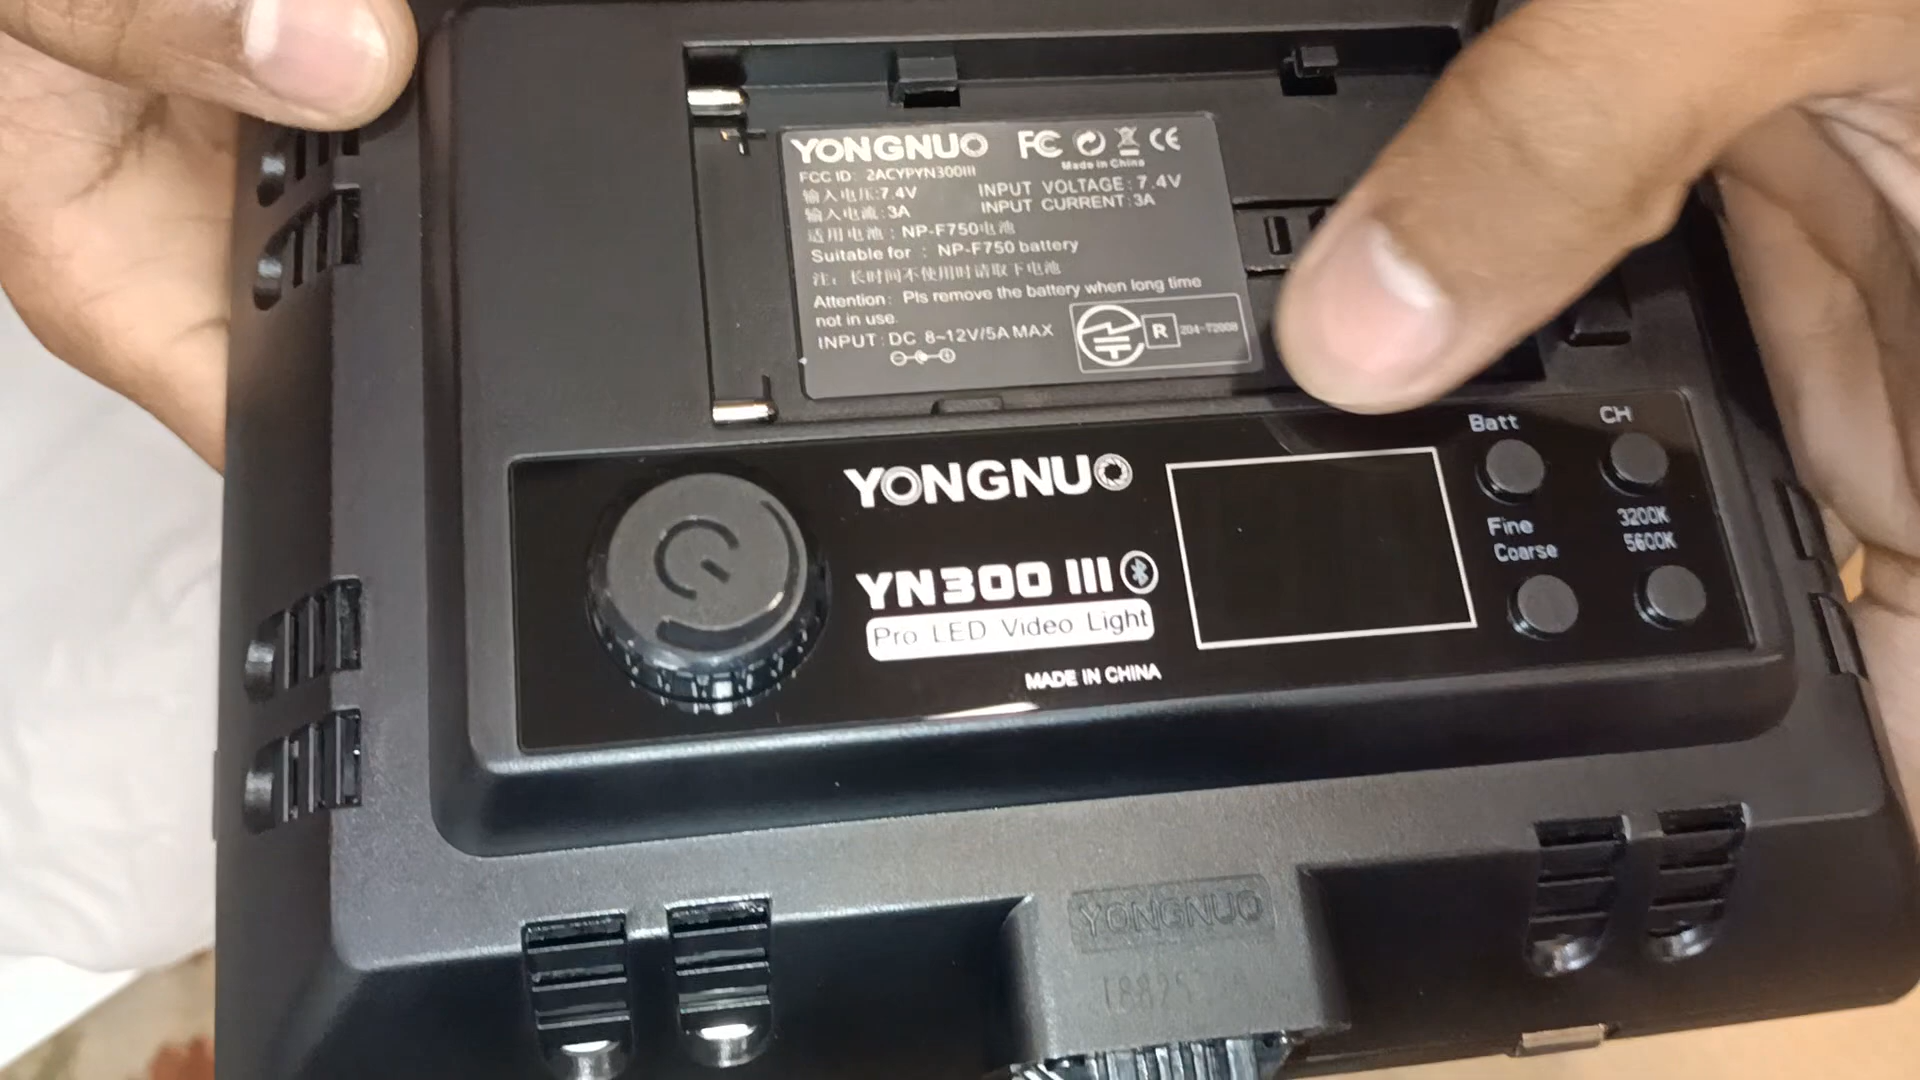 YONGNUO FC CE
Made in China
FCC ID: 2ACYPYN300III
输入电压:7.4V INPUT VOLTAGE:7.4V
输入电流:3A INPUT CURRENT:3A
适用电池:NP-F750电池
Suitable for : NP-F750 battery
注:长时间不使用时请取下电池
Attention: Pls remove the battery when long time
not in use.
INPUT:DC 8~12V/5A MAX
R 204-T2008
Batt CH
YONGNUO
Fine 3200K
Coarse 5600K
YN300 III
Pro LED Video Light
MADE IN CHINA
YONGNUO